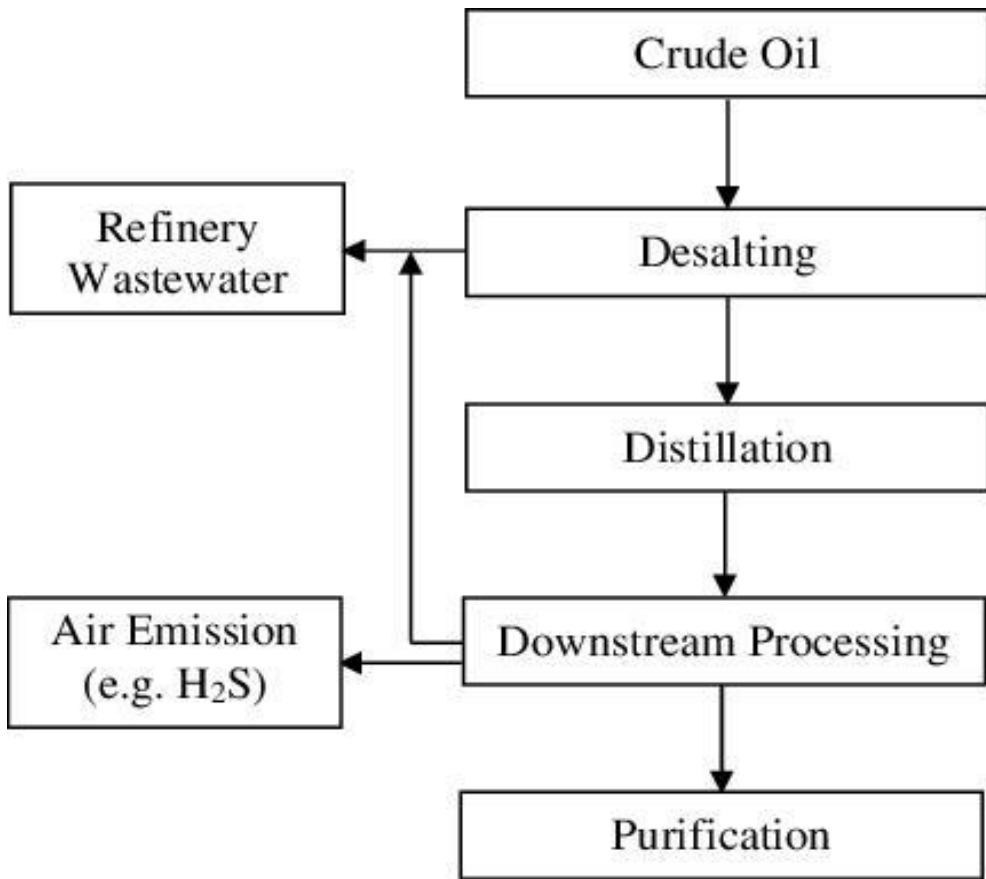 Crude Oil
Refinery
Wastewater
Desalting
Distillation
Air Emission
(e.g. H₂S)
Downstream Processing
Purification